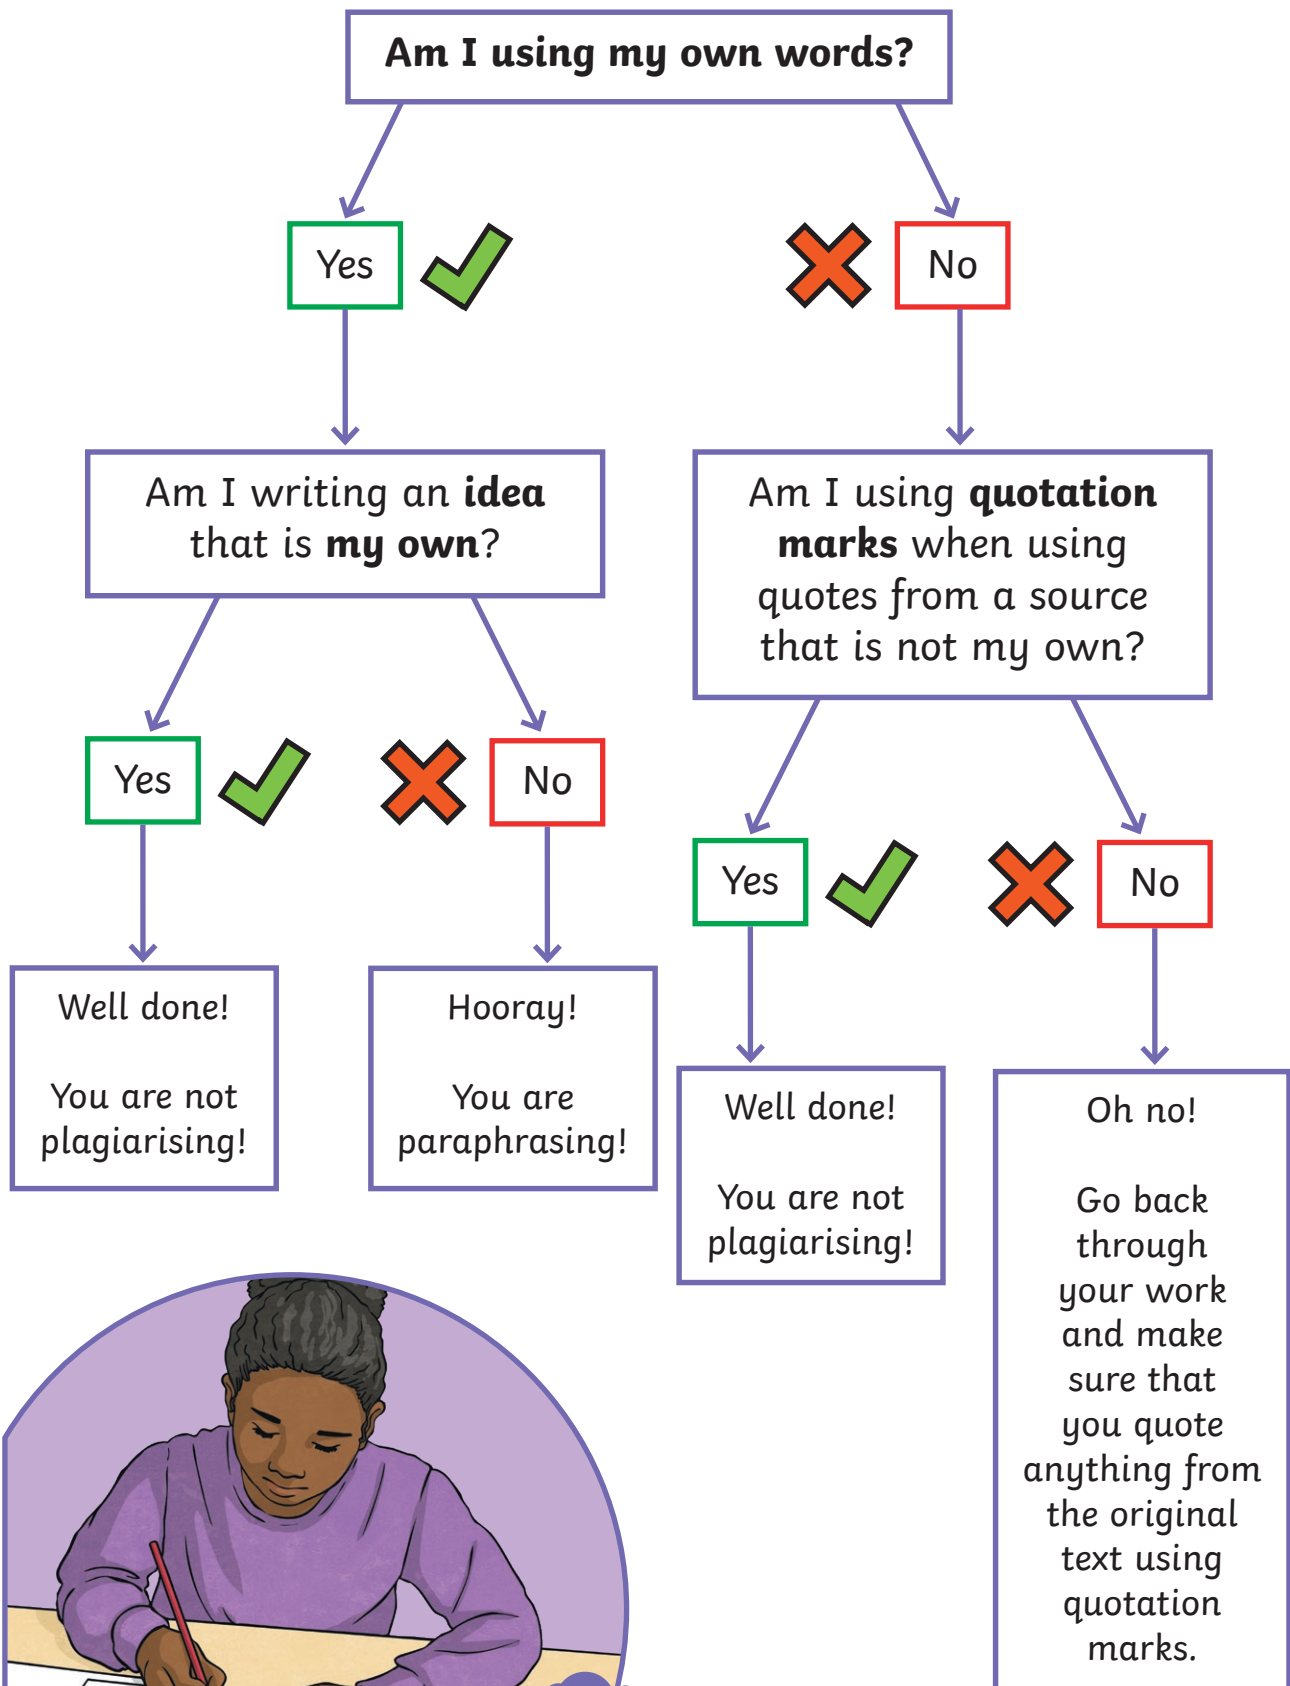 Am I using my own words?
Yes
No
Am I writing an idea
that is my own?
Am I using quotation
marks when using
quotes from a source
that is not my own?
Yes
No
Yes
No
Well done!
You are not
plagiarising!
Hooray!
You are
paraphrasing!
Well done!
You are not
plagiarising!
Oh no!
Go back
through
your work
and make
sure that
you quote
anything from
the original
text using
quotation
marks.